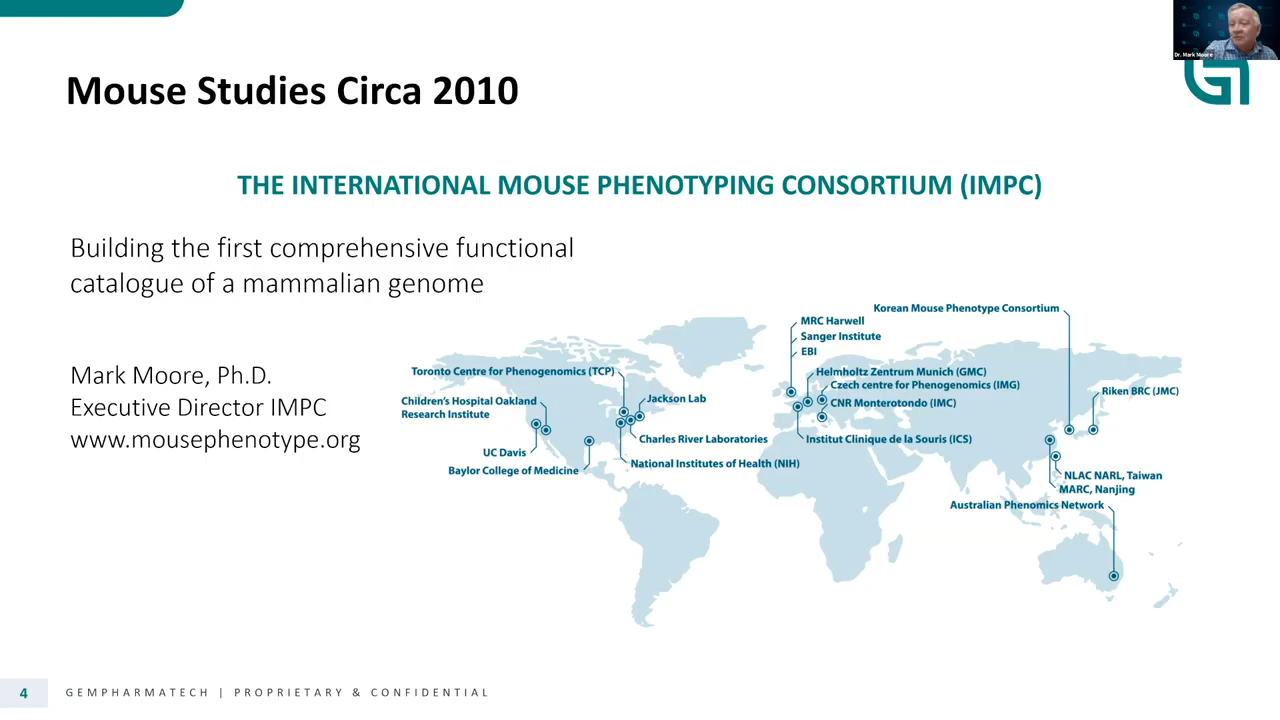 Dr. Mark Moore
Mouse Studies Circa 2010
THE INTERNATIONAL MOUSE PHENOTYPING CONSORTIUM (IMPC)
Building the first comprehensive functional
catalogue of a mammalian genome
Mark Moore, Ph.D.
Executive Director IMPC
www.mousephenotype.org
Korean Mouse Phenotype Consortium
MRC Harwell
Sanger Institute
EBI
Toronto Centre for Phenogenomics (TCP)
Helmholtz Zentrum Munich (GMC)
Czech centre for Phenogenomics (IMG)
Riken BRC (JMC)
Children's Hospital Oakland
Research Institute
Jackson Lab
CNR Monterotondo (IMC)
Charles River Laboratories
Institut Clinique de la Souris (ICS)
UC Davis
National Institutes of Health (NIH)
Baylor College of Medicine
NLAC NARL, Taiwan
MARC, Nanjing
Australian Phenomics Network
4
GEMPHARMATECH | PROPRIETARY & CONFIDENTIAL